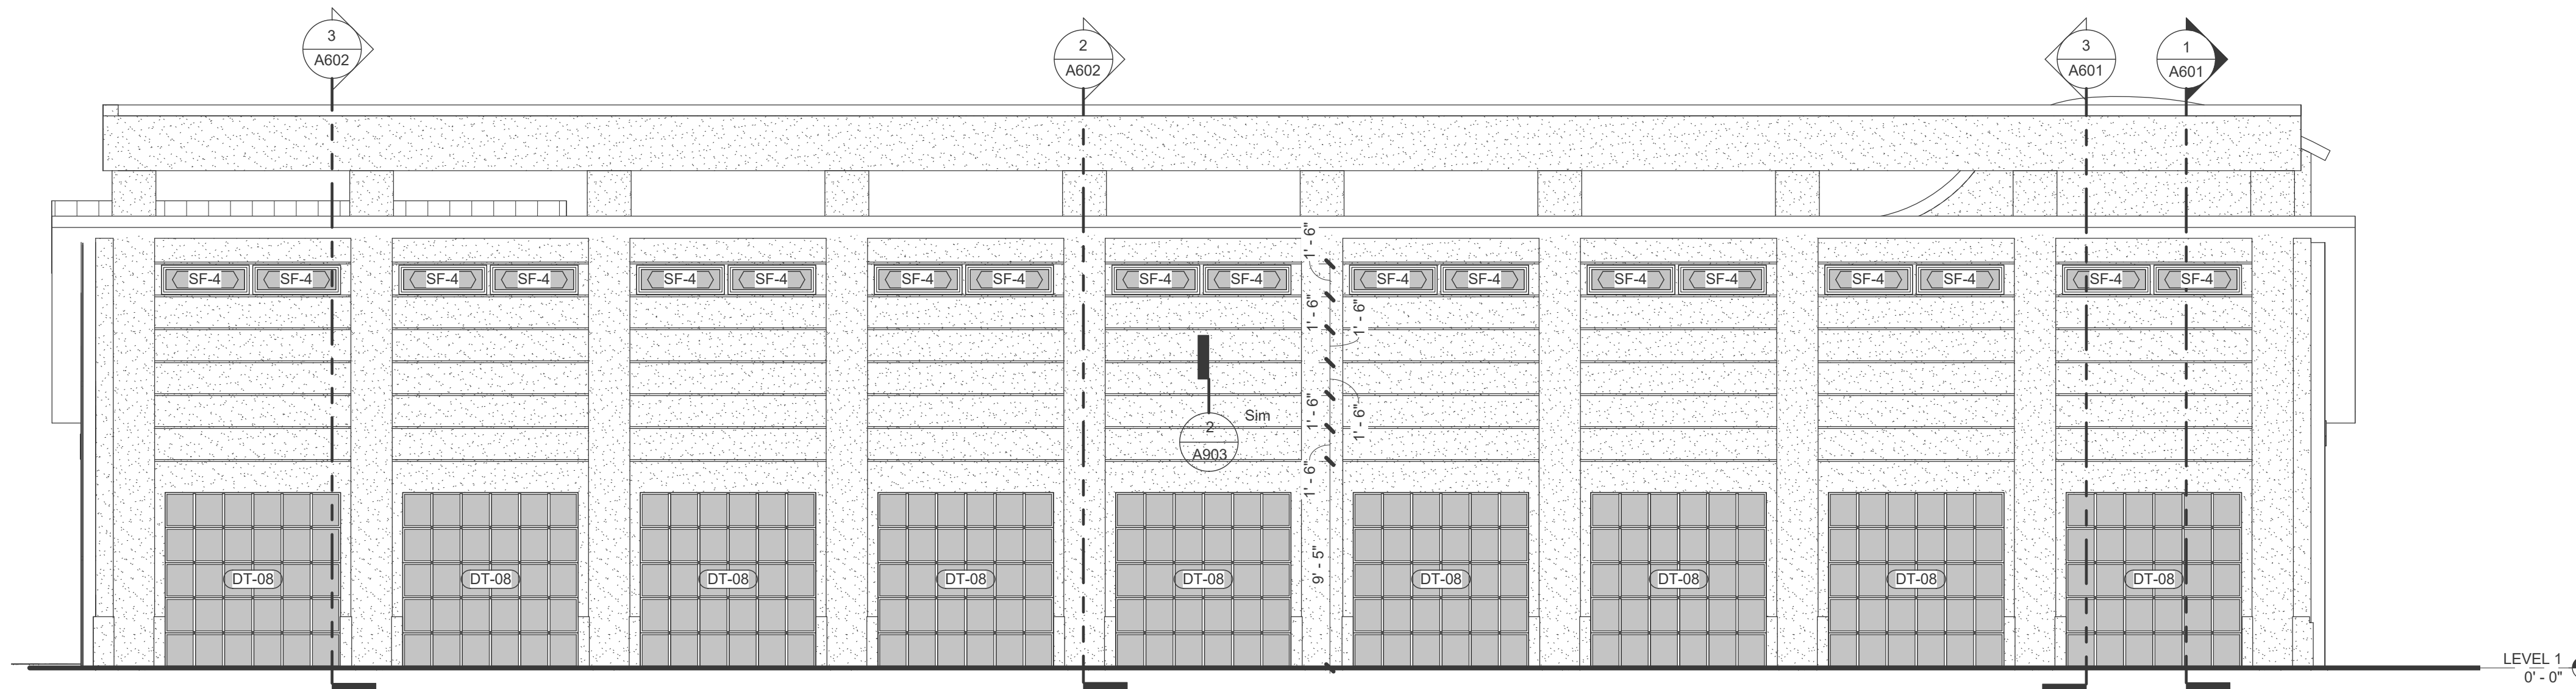 3
A602
2
A602
3
A601
1
A601
1' - 6"
SF-4 SF-4 SF-4 SF-4 SF-4 SF-4 SF-4 SF-4 SF-4 SF-4 SF-4 SF-4 SF-4 SF-4 SF-4 SF-4 SF-4 SF-4
1' - 6"
1' - 6"
Sim
2
A903
1' - 6"
1' - 6"
1' - 6"
9' - 5"
DT-08 DT-08 DT-08 DT-08 DT-08 DT-08 DT-08 DT-08 DT-08
LEVEL 1
0' - 0"